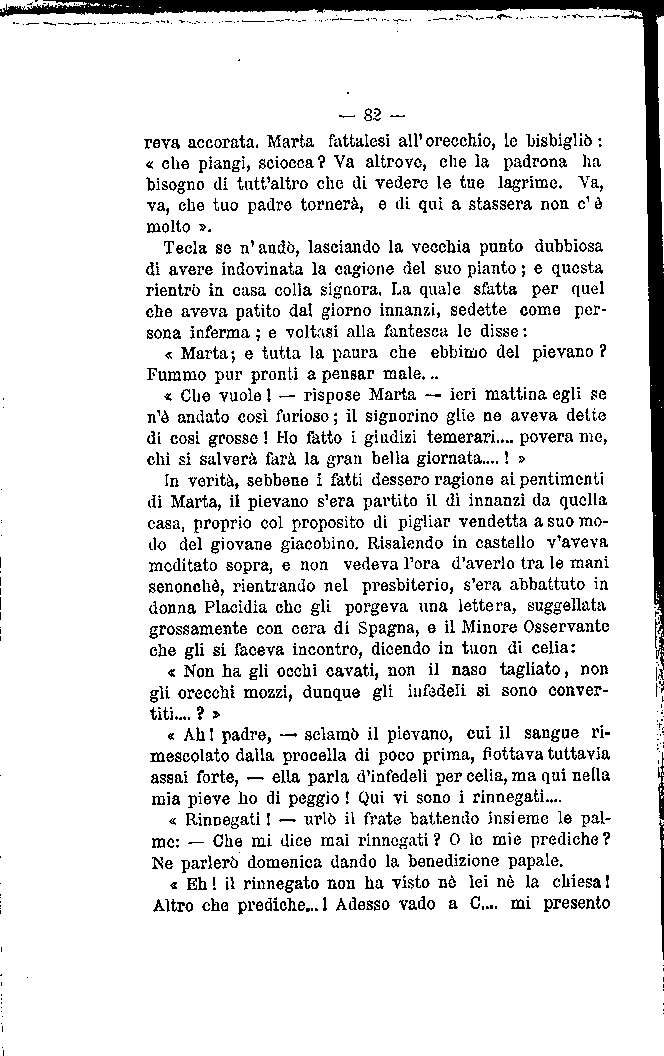 — 82 —
reva accorata. Marta fattalesi all'orecchio, le bisbigliò :
« che piangi, sciocca? Va altrove, che la padrona ha
bisogno di tutt'altro che di vedere le tue lagrime. Va,
va, che tuo padre tornerà, e di qui a stassera non c'è
molto ».
Tecla se n'andò, lasciando la vecchia punto dubbiosa
di avere indovinata la cagione del suo pianto ; e questa
rientrò in casa colla signora. La quale sfatta per quel
che aveva patito dal giorno innanzi, sedette come per-
sona inferma ; e voltasi alla fantesca le disse :
« Marta; e tutta la paura che ebbimo del pievano ?
Fummo pur pronti a pensar male...
« Che vuole! — rispose Marta — ieri mattina egli se
n'è andato così furioso ; il signorino glie ne aveva dette
di così grosse ! Ho fatto i giudizi temerari.... povera me,
chi si salverà farà la gran bella giornata.... ! »
In verità, sebbene i fatti dessero ragione ai pentimenti
di Marta, il pievano s'era partito il dì innanzi da quella
casa, proprio col proposito di pigliar vendetta a suo mo-
do del giovane giacobino. Risalendo in castello v'aveva
meditato sopra, e non vedeva l'ora d'averlo tra le mani
senonchè, rientrando nel presbiterio, s'era abbattuto in
donna Placidia che gli porgeva una lettera, suggellata
grossamente con cera di Spagna, e il Minore Osservante
che gli si faceva incontro, dicendo in tuon di celia:
« Non ha gli occhi cavati, non il naso tagliato, non
gli orecchi mozzi, dunque gli infedeli si sono conver-
titi.... ? »
« Ah! padre, — sclamò il pievano, cui il sangue ri-
mescolato dalla procella di poco prima, fiottava tuttavia
assai forte, — ella parla d'infedeli per celia, ma qui nella
mia pieve ho di peggio ! Qui vi sono i rinnegati....
« Rinnegati ! — urlò il frate battendo insieme le pal-
me: — Che mi dice mai rinnegati ? O le mie prediche ?
Ne parlerò domenica dando la benedizione papale.
« Eh ! il rinnegato non ha visto nè lei nè la chiesa !
Altro che prediche...! Adesso vado a C.... mi presento